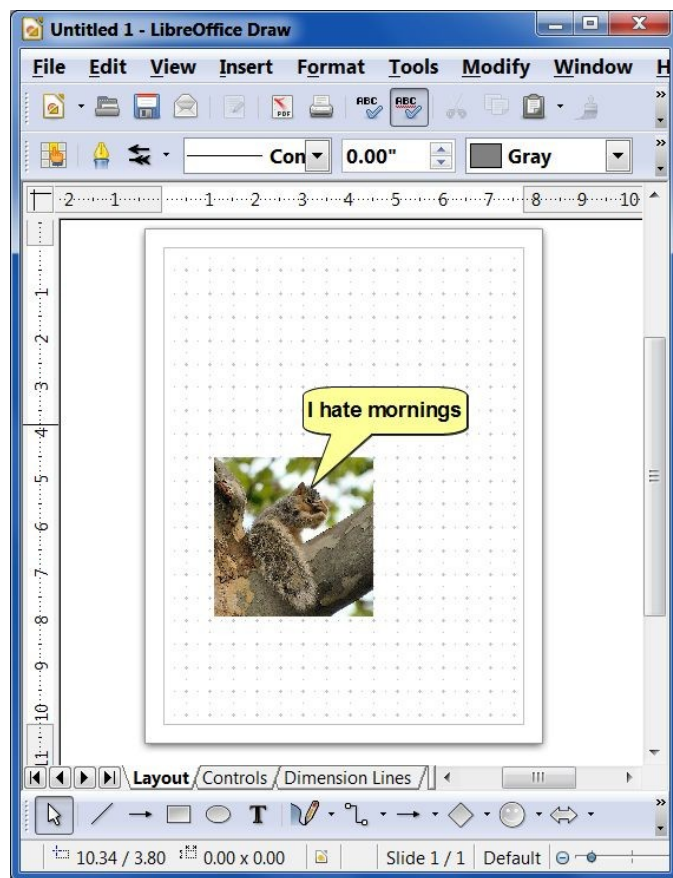 Untitled 1 - LibreOffice Draw
File Edit View Insert Format Tools Modify Window H
PDF ABC ABC
Con 0.00" Gray
2 1 1 2 3 4 5 6 7 8 9 10
1
2
3
I hate mornings
4
5
6
7
8
9
10
11
Layout Controls Dimension Lines
T
10.34 / 3.80 0.00 x 0.00 Slide 1 / 1 Default